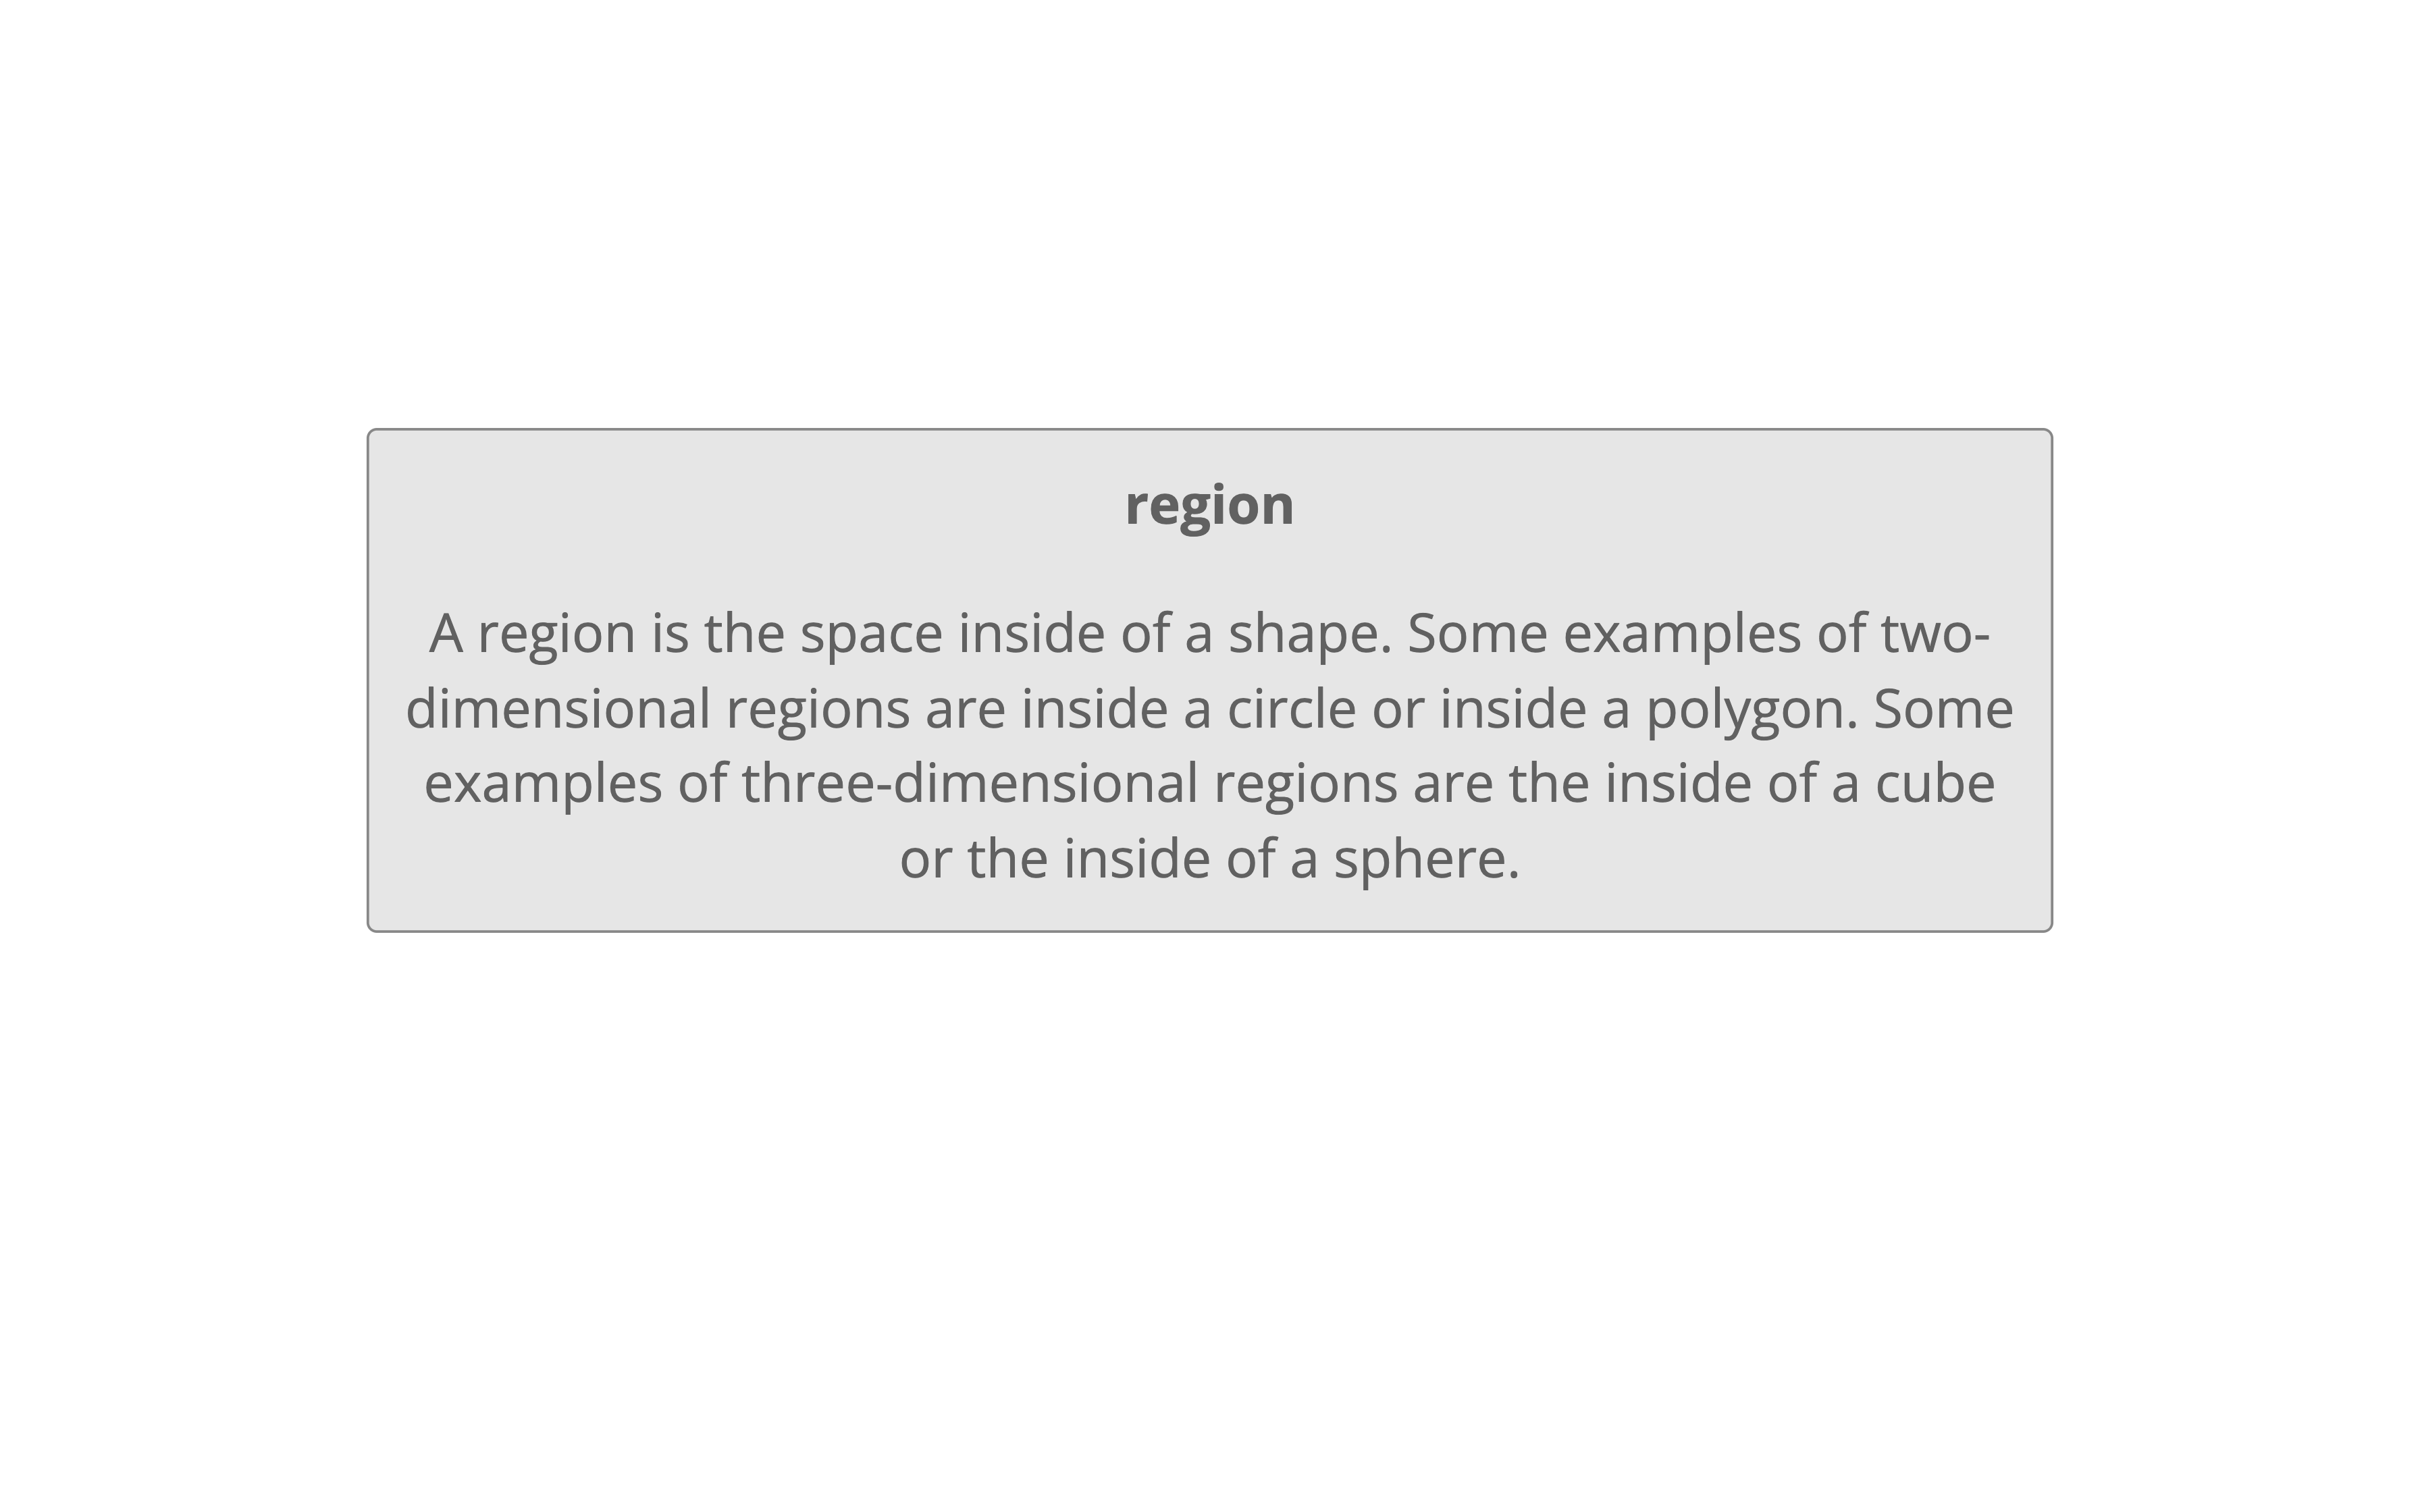 region
A region is the space inside of a shape. Some examples of two-
dimensional regions are inside a circle or inside a polygon. Some
examples of three-dimensional regions are the inside of a cube
or the inside of a sphere.